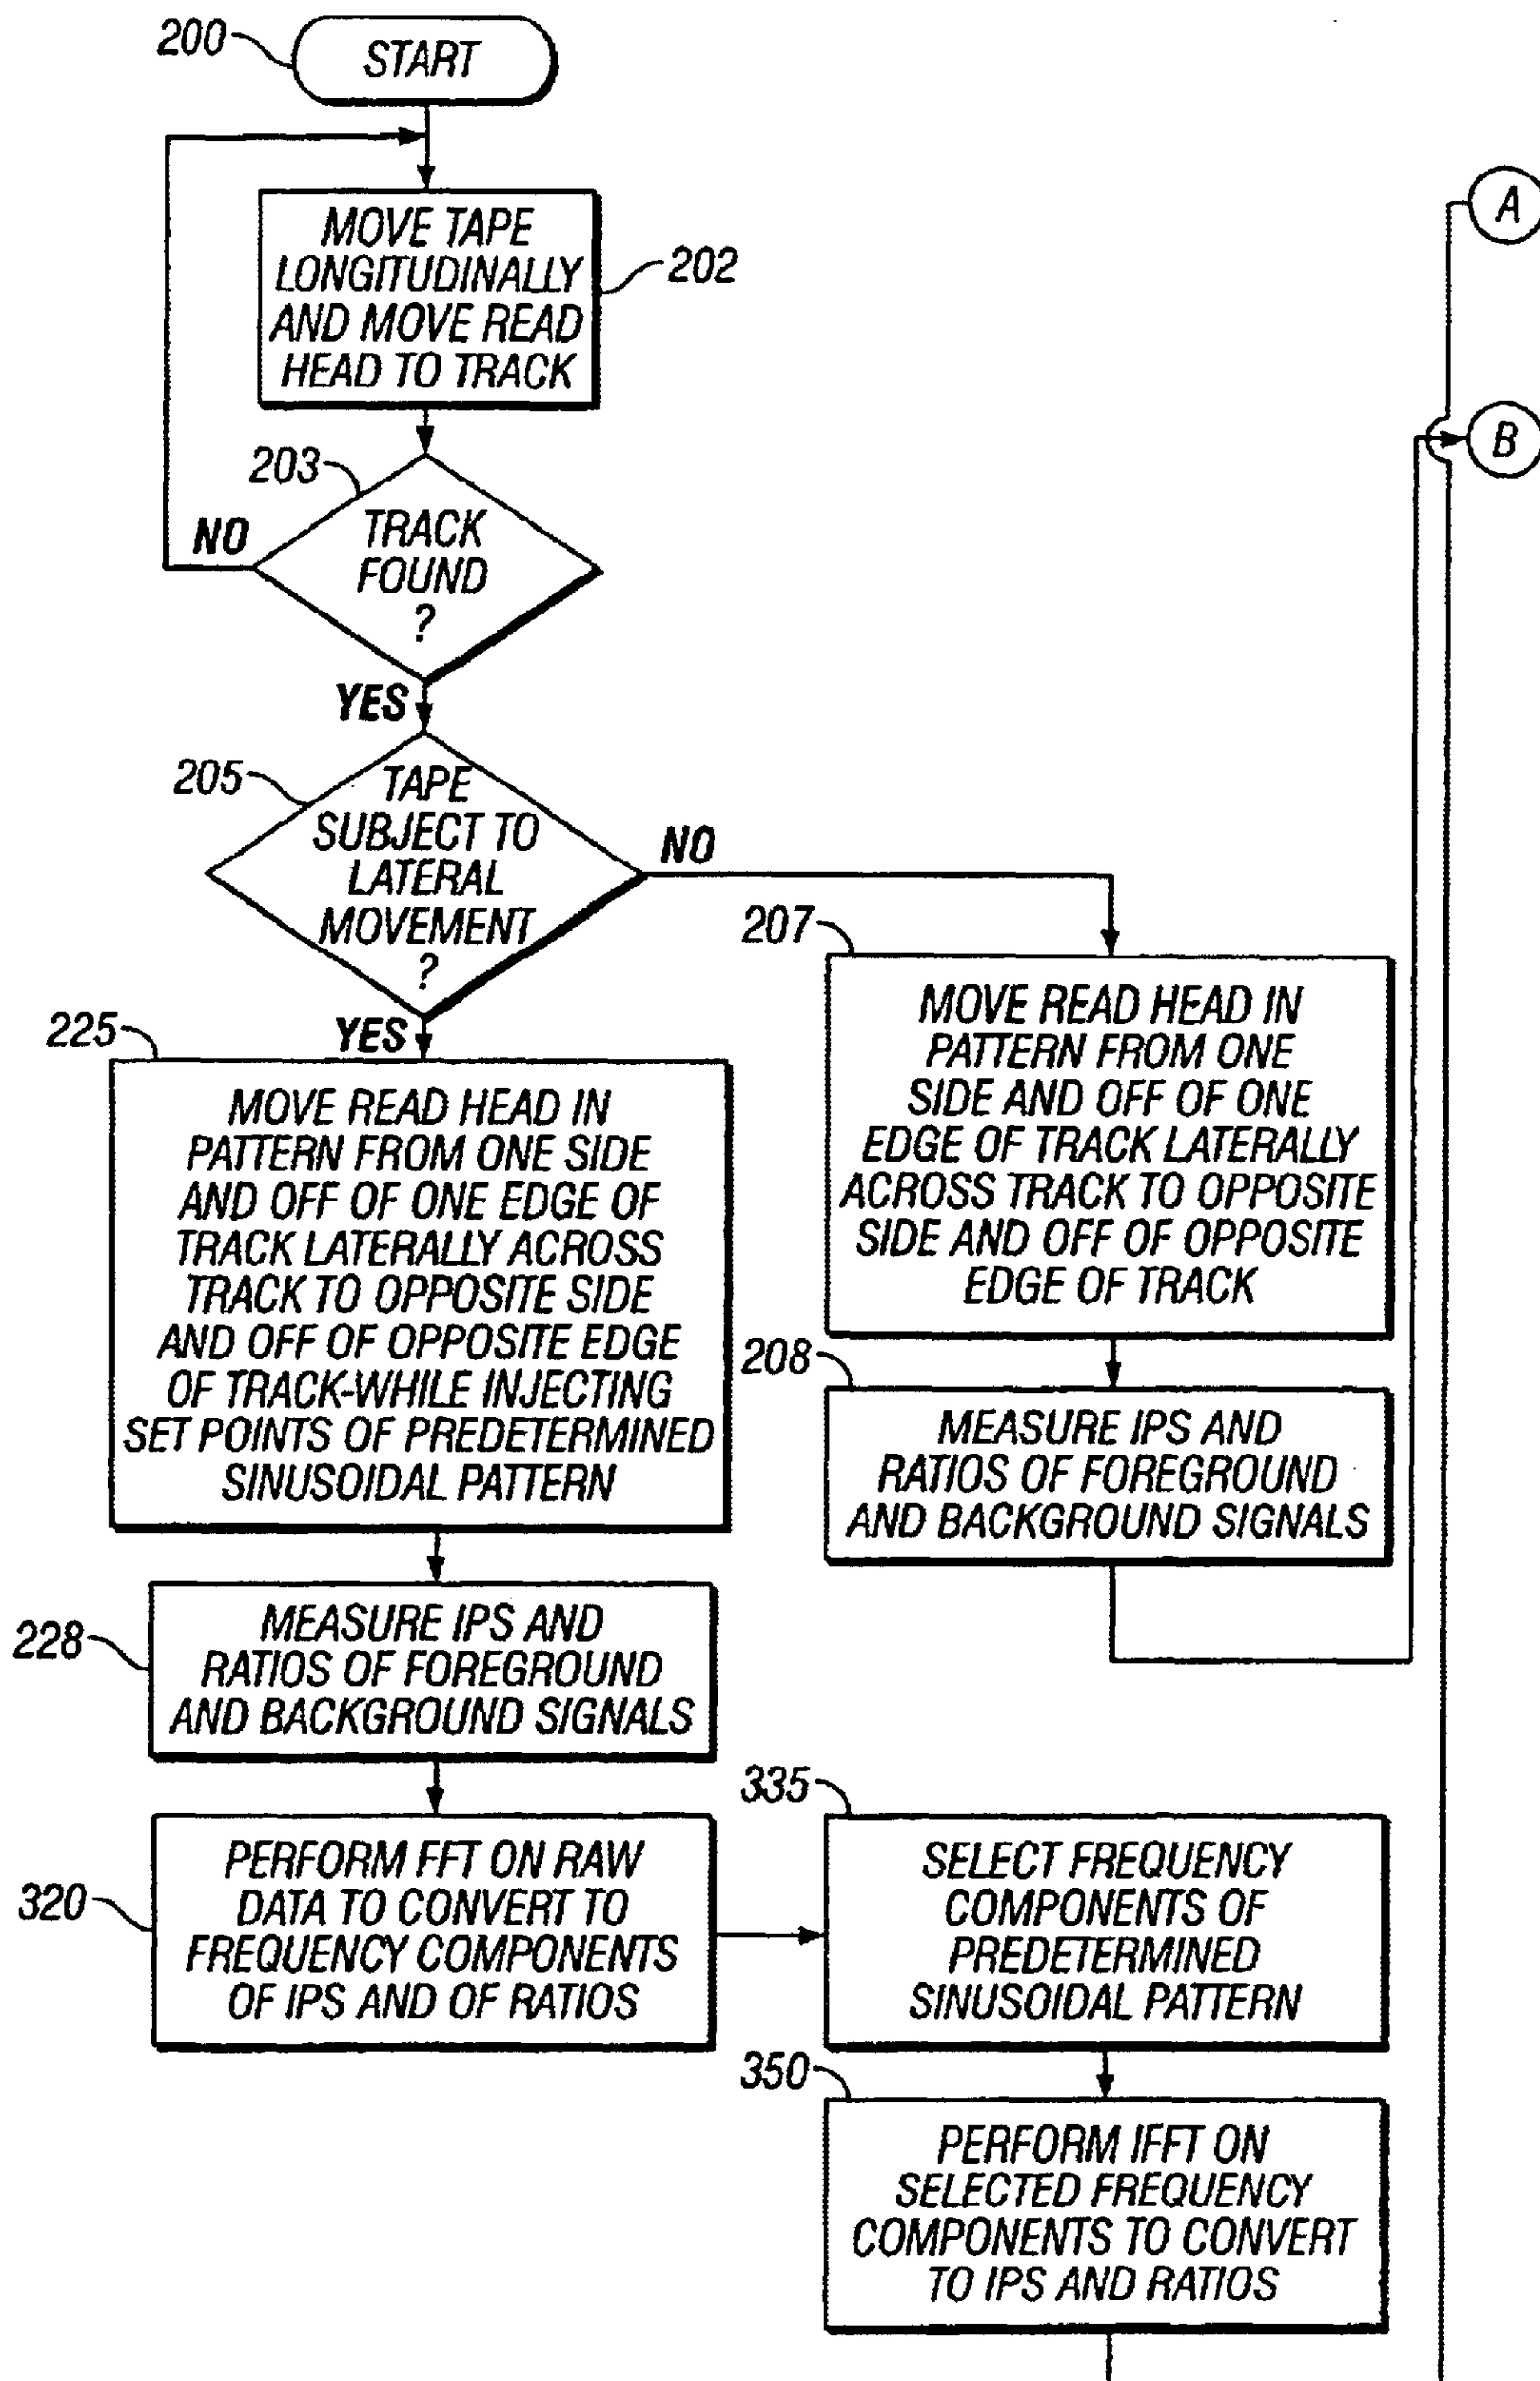 200
START
A
MOVE TAPE
LONGITUDINALLY
AND MOVE READ
HEAD TO TRACK
202
B
203
NO
TRACK
FOUND
?
YES
205
TAPE
SUBJECT TO
LATERAL
MOVEMENT
?
NO
YES
207
MOVE READ HEAD IN
PATTERN FROM ONE
SIDE AND OFF OF ONE
EDGE OF TRACK LATERALLY
ACROSS TRACK TO OPPOSITE
SIDE AND OFF OF OPPOSITE
EDGE OF TRACK
225
MOVE READ HEAD IN
PATTERN FROM ONE SIDE
AND OFF OF ONE EDGE OF
TRACK LATERALLY ACROSS
TRACK TO OPPOSITE SIDE
AND OFF OF OPPOSITE EDGE
OF TRACK-WHILE INJECTING
SET POINTS OF PREDETERMINED
SINUSOIDAL PATTERN
208
MEASURE IPS AND
RATIOS OF FOREGROUND
AND BACKGROUND SIGNALS
228
MEASURE IPS AND
RATIOS OF FOREGROUND
AND BACKGROUND SIGNALS
320
PERFORM FFT ON RAW
DATA TO CONVERT TO
FREQUENCY COMPONENTS
OF IPS AND OF RATIOS
335
SELECT FREQUENCY
COMPONENTS OF
PREDETERMINED
SINUSOIDAL PATTERN
350
PERFORM IFFT ON
SELECTED FREQUENCY
COMPONENTS TO CONVERT
TO IPS AND RATIOS